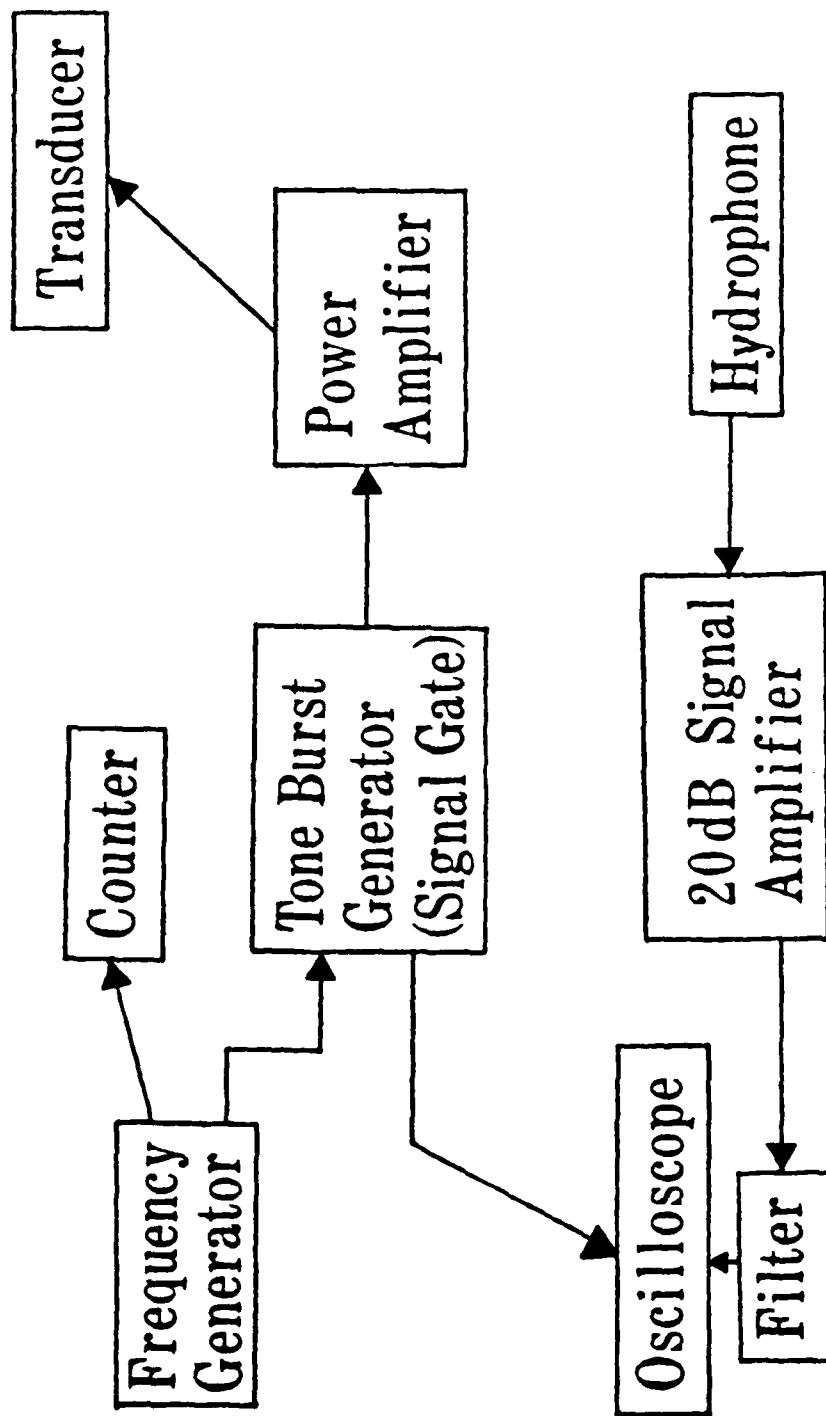 Frequency
Generator
Counter
Transducer
Tone Burst
Generator
(Signal Gate)
Power
Amplifier
Oscilloscope
Filter
20dB Signal
Amplifier
Hydrophone